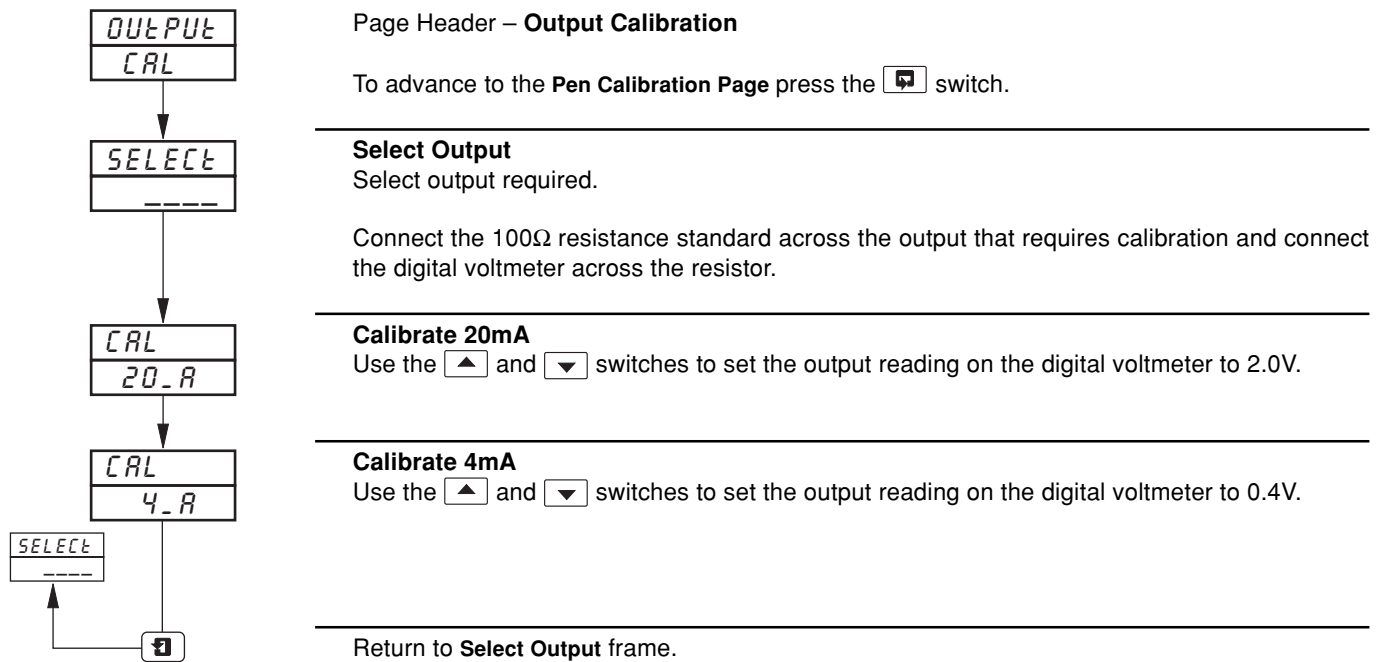 OUtPUt
CAL
Page Header – Output Calibration
To advance to the Pen Calibration Page press the switch.
SELECt
____
Select Output
Select output required.
Connect the 100Ω resistance standard across the output that requires calibration and connect
the digital voltmeter across the resistor.
CAL
20_A
Calibrate 20mA
Use the and switches to set the output reading on the digital voltmeter to 2.0V.
CAL
4_A
Calibrate 4mA
Use the and switches to set the output reading on the digital voltmeter to 0.4V.
SELECt
____
Return to Select Output frame.